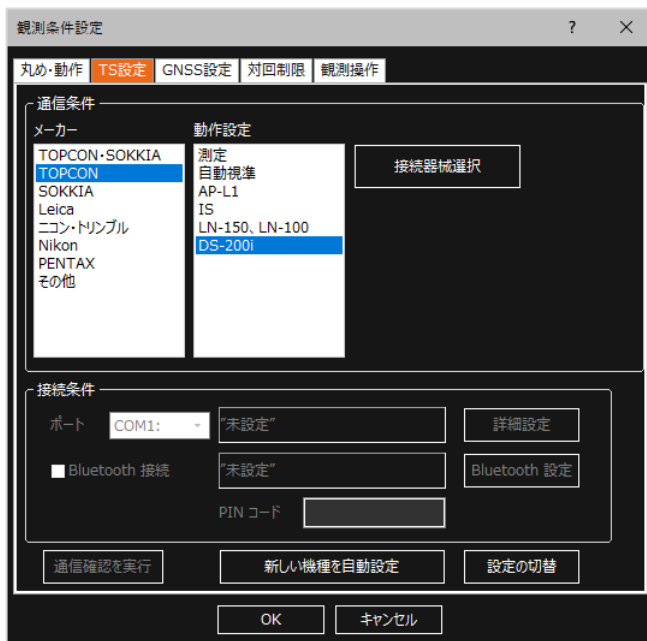 観測条件設定
?
×
丸め・動作 TS設定 GNSS設定 対回制限 観測操作
通信条件
メーカー
TOPCON・SOKKIA
TOPCON
SOKKIA
Leica
ニコン・トリンブル
Nikon
PENTAX
その他
動作設定
測定
自動視準
AP-L1
IS
LN-150、LN-100
DS-200i
接続器械選択
接続条件
ポート COM1: "未設定" 詳細設定
Bluetooth 接続 "未設定" Bluetooth 設定
PIN コード
通信確認を実行 新しい機種を自動設定 設定の切替
OK キャンセル